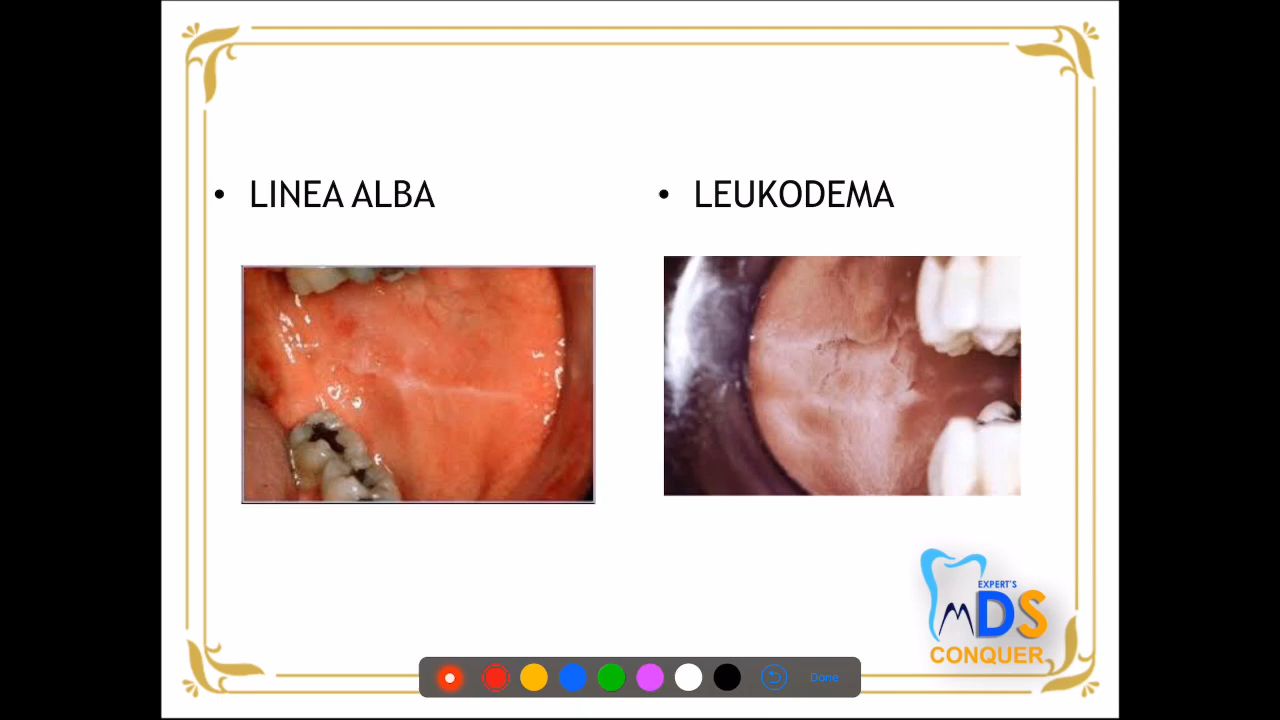 • LINEA ALBA
• LEUKODEMA
EXPERT'S
MDS
CONQUER
Done